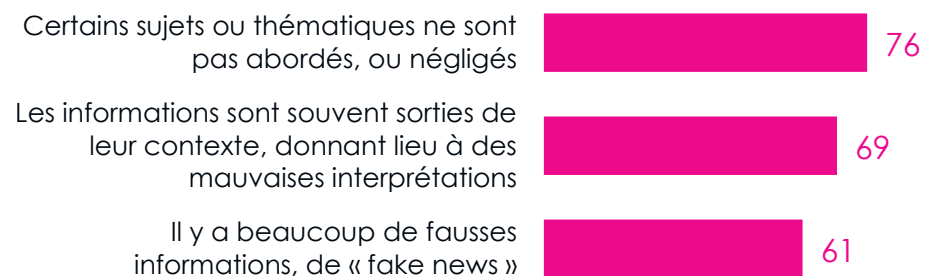 Certains sujets ou thématiques ne sont
pas abordés, ou négligés
76
Les informations sont souvent sorties de
leur contexte, donnant lieu à des
mauvaises interprétations
69
Il y a beaucoup de fausses
informations, de « fake news »
61